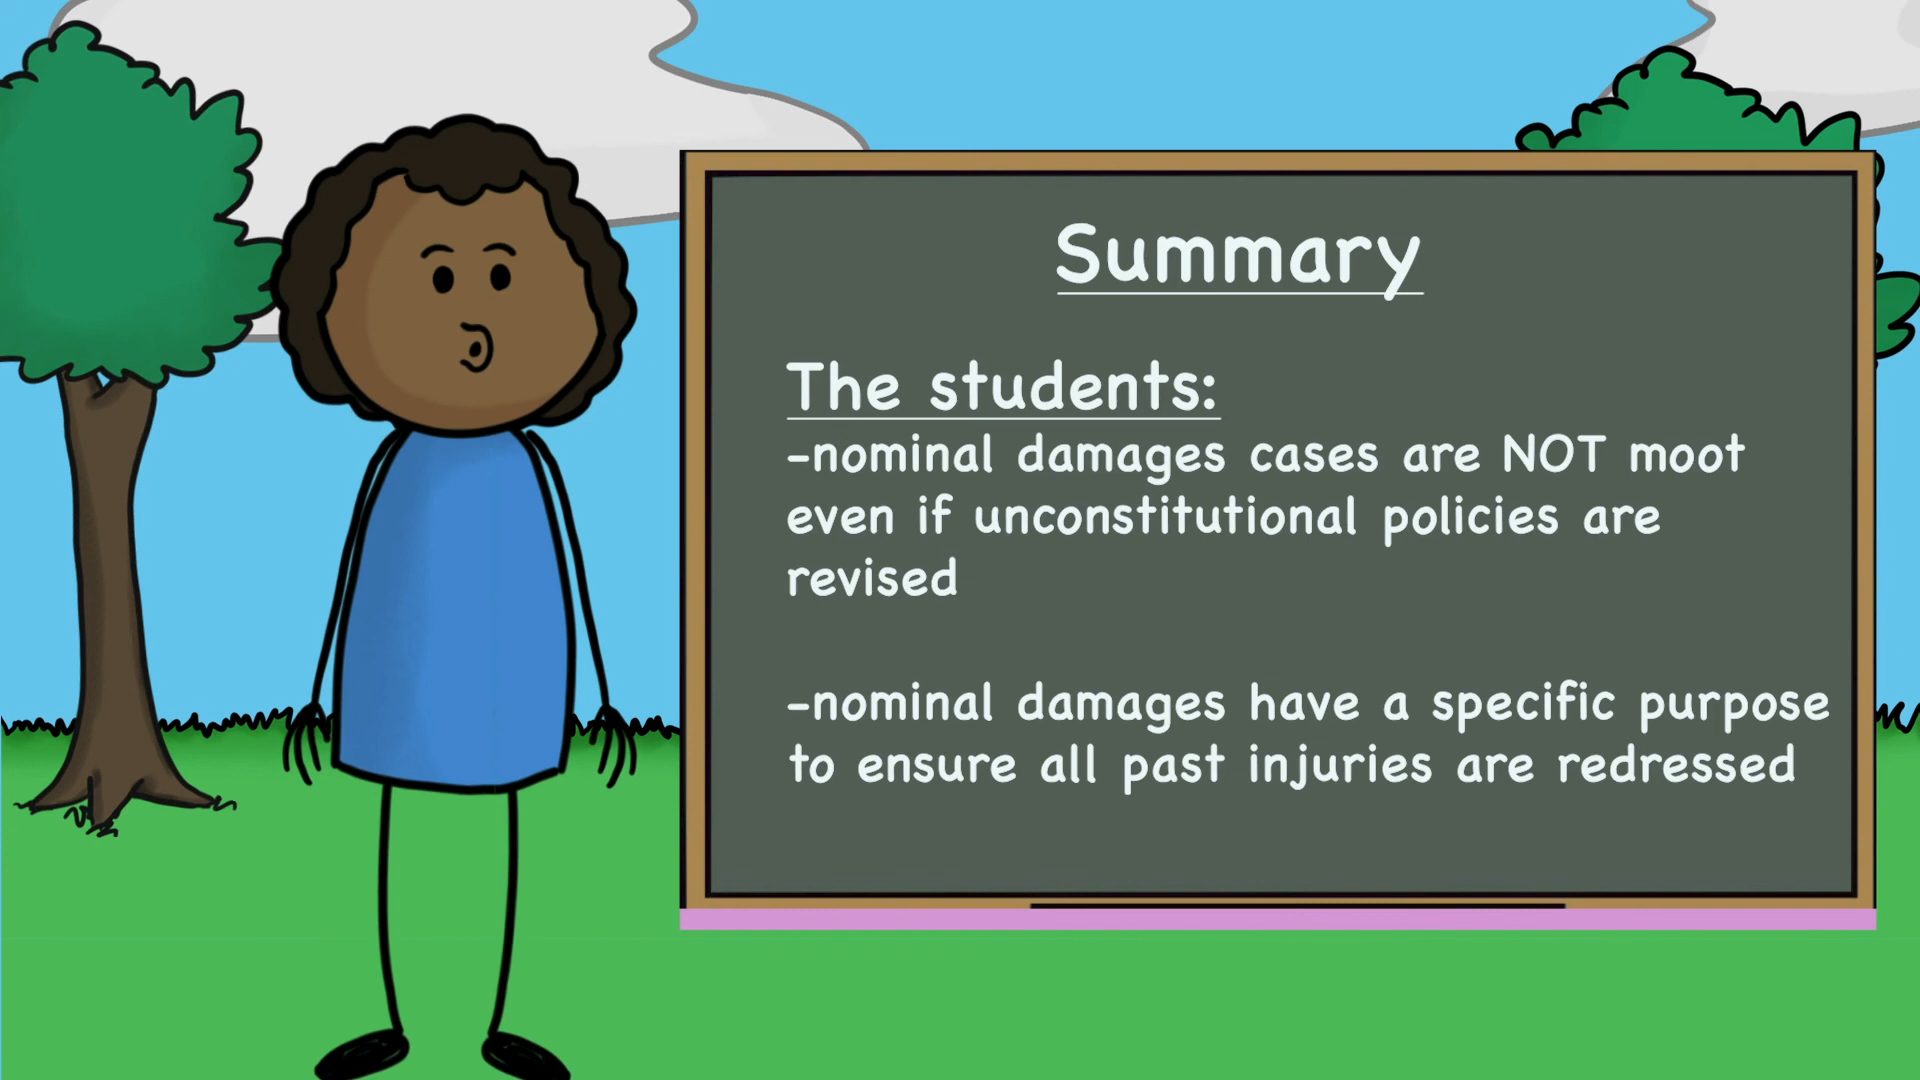 Summary
The students:
-nominal damages cases are NOT moot
even if unconstitutional policies are
revised
-nominal damages have a specific purpose
to ensure all past injuries are redressed